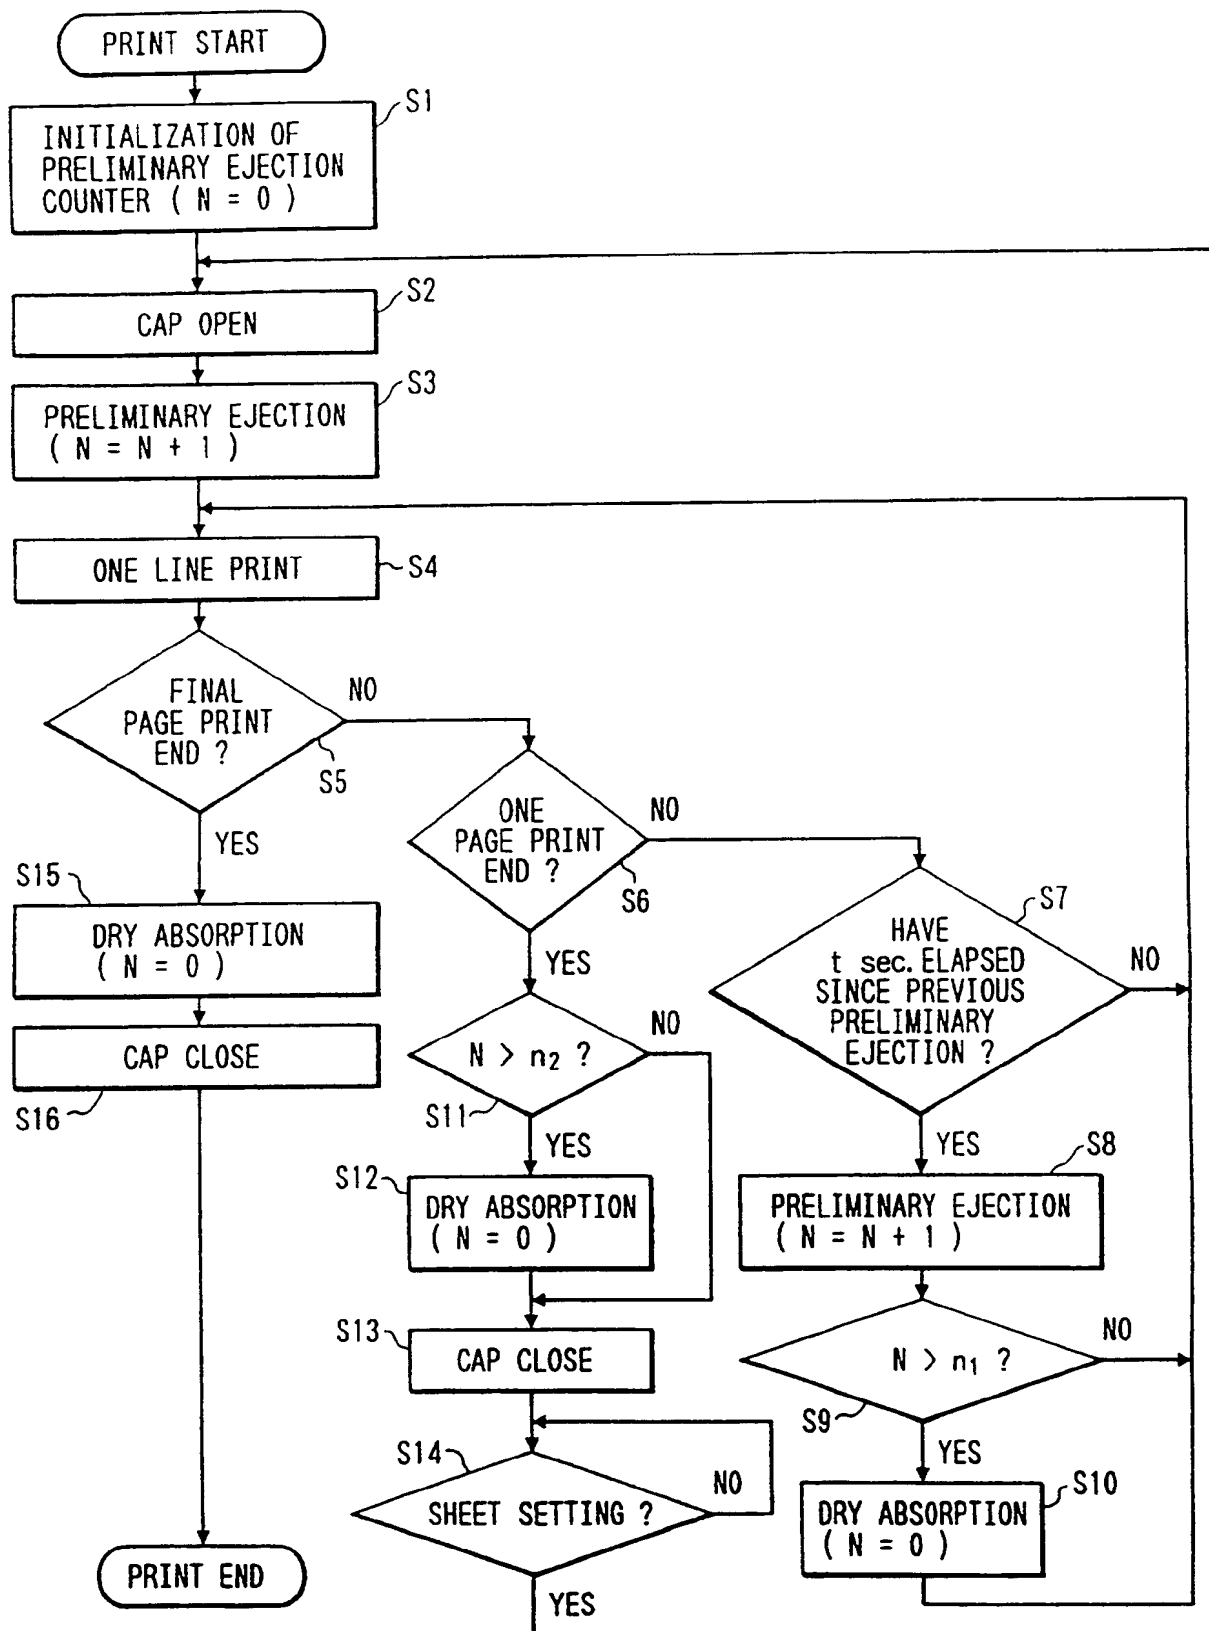 PRINT START
S1
INITIALIZATION OF
PRELIMINARY EJECTION
COUNTER ( N = 0 )
S2
CAP OPEN
S3
PRELIMINARY EJECTION
( N = N + 1 )
ONE LINE PRINT
S4
FINAL
PAGE PRINT
END ?
NO
S5
YES
ONE
PAGE PRINT
END ?
NO
S6
YES
S7
HAVE
t sec. ELAPSED
SINCE PREVIOUS
PRELIMINARY
EJECTION ?
NO
YES
S15
DRY ABSORPTION
( N = 0 )
CAP CLOSE
S16
N > n2 ?
NO
S11
YES
S12
DRY ABSORPTION
( N = 0 )
S13
CAP CLOSE
S14
SHEET SETTING ?
NO
YES
S8
PRELIMINARY EJECTION
( N = N + 1 )
N > n1 ?
NO
S9
YES
S10
DRY ABSORPTION
( N = 0 )
PRINT END